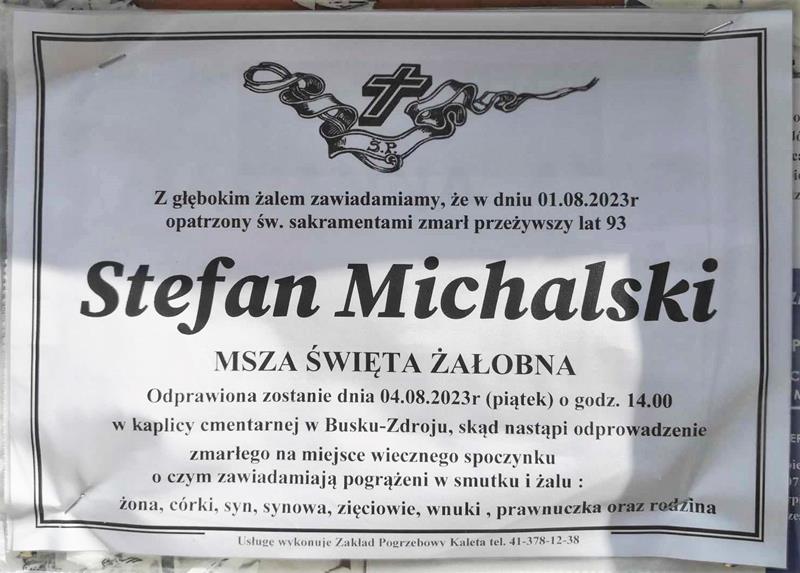 Ś.P.
Z głębokim żalem zawiadamiamy, że w dniu 01.08.2023r
opatrzony św. sakramentami zmarł przeżywszy lat 93
Stefan Michalski
MSZA ŚWIĘTA ŻAŁOBNA
Odprawiona zostanie dnia 04.08.2023r (piątek) o godz. 14.00
w kaplicy cmentarnej w Busku-Zdroju, skąd nastąpi odprowadzenie
zmarłego na miejsce wiecznego spoczynku
o czym zawiadamiają pogrążeni w smutku i żalu :
żona, córki, syn, synowa, zięciowie, wnuki , prawnuczka oraz rodzina
Usługę wykonuje Zakład Pogrzebowy Kaleta tel. 41-378-12-38